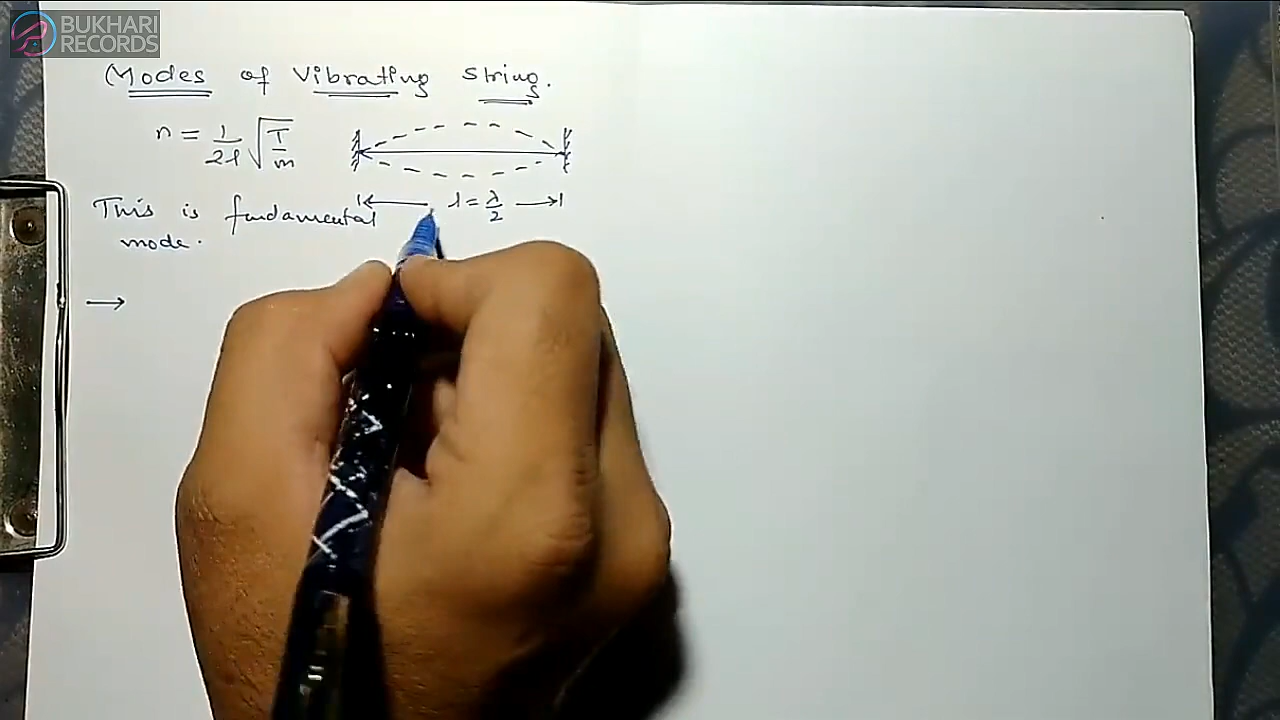 BUKHARI
RECORDS
Modes of Vibrating string.
n = 1/2l √T/m
l = λ/2
This is fundamental
mode.
→